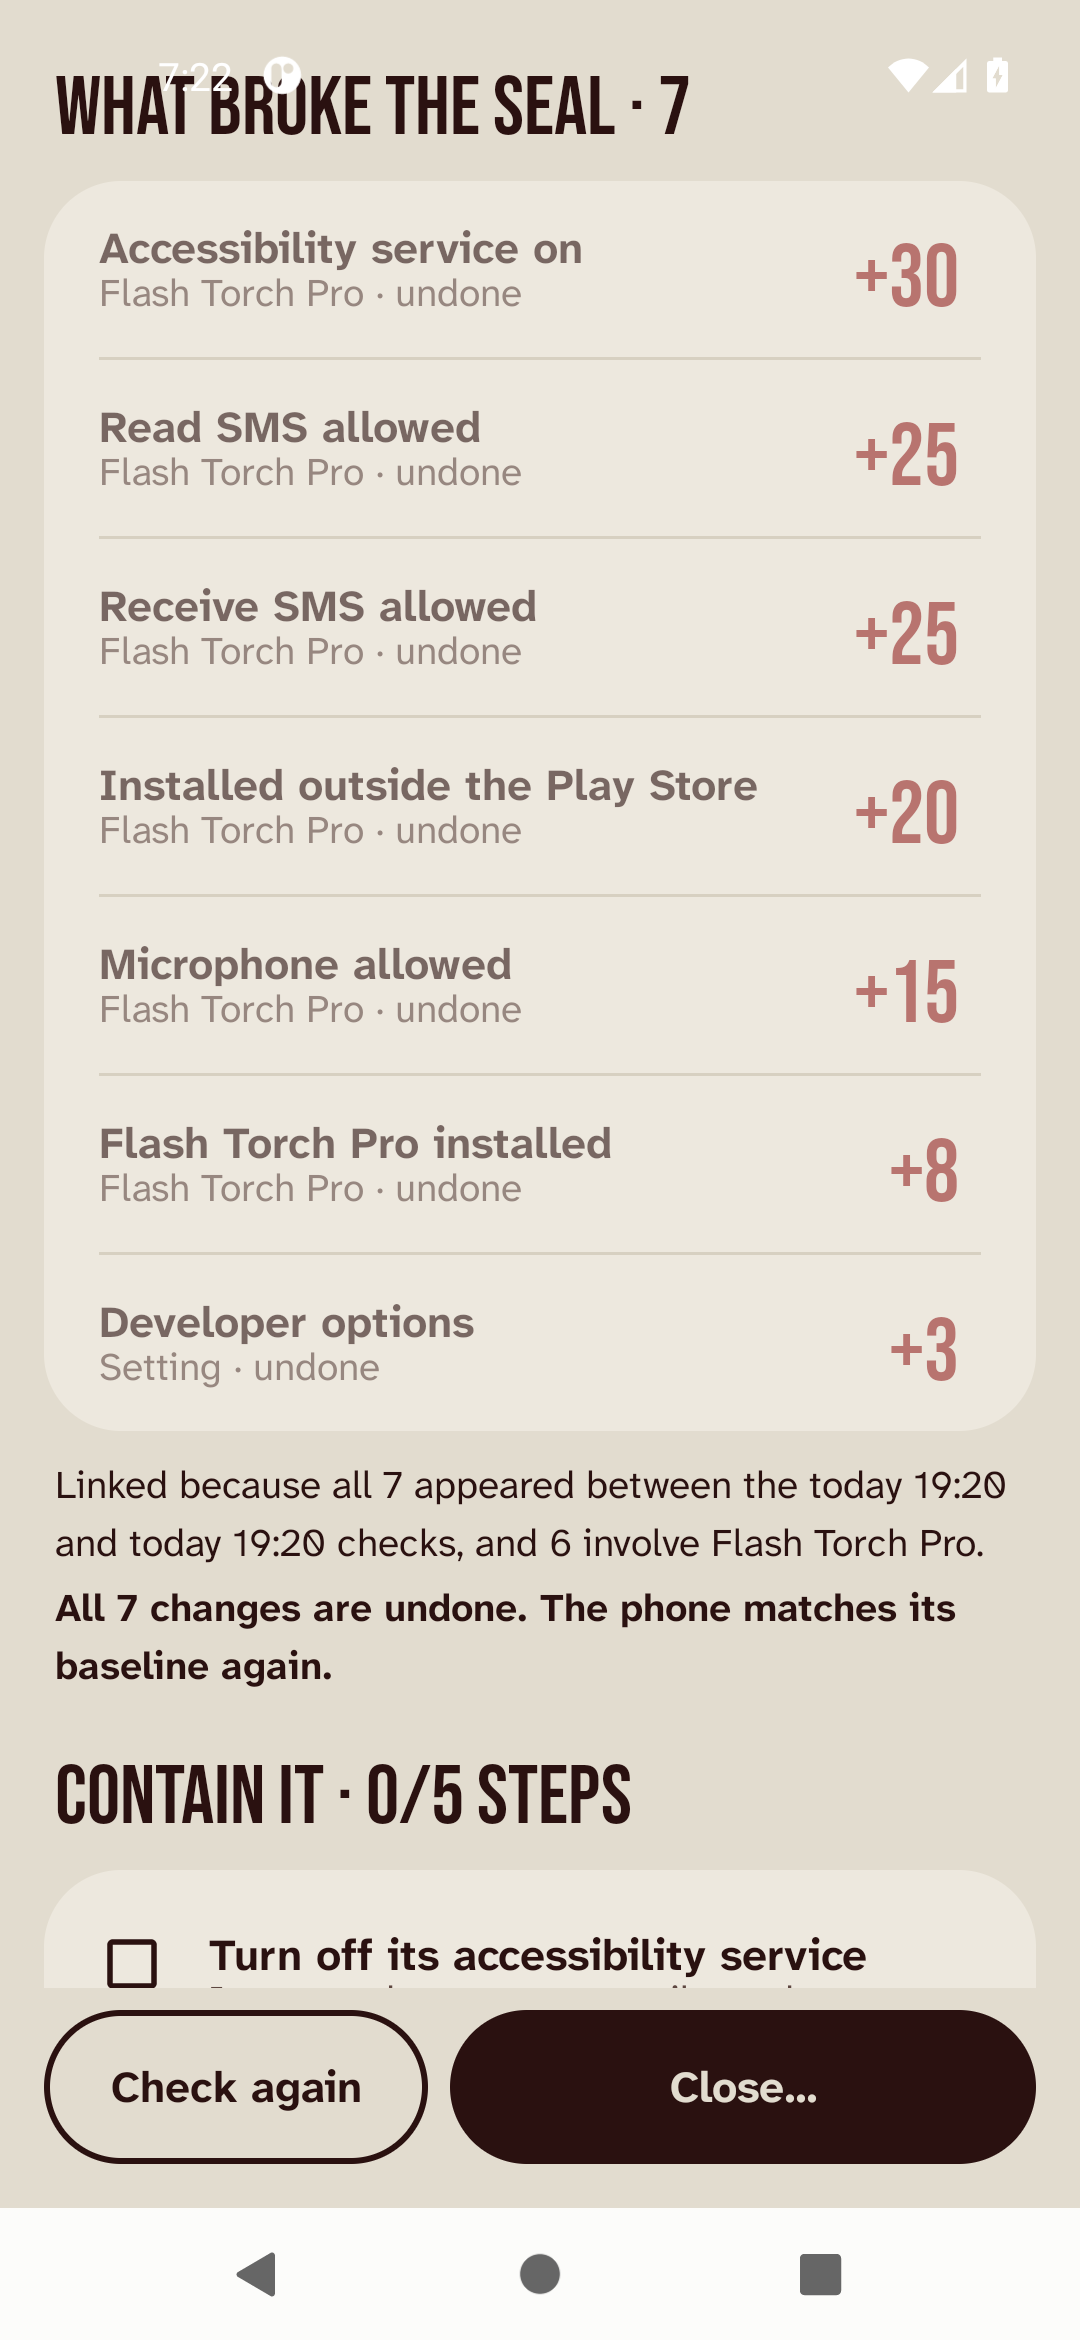 7:22
WHAT BROKE THE SEAL · 7
Accessibility service on
Flash Torch Pro · undone
+30
Read SMS allowed
Flash Torch Pro · undone
+25
Receive SMS allowed
Flash Torch Pro · undone
+25
Installed outside the Play Store
Flash Torch Pro · undone
+20
Microphone allowed
Flash Torch Pro · undone
+15
Flash Torch Pro installed
Flash Torch Pro · undone
+8
Developer options
Setting · undone
+3
Linked because all 7 appeared between the today 19:20
and today 19:20 checks, and 6 involve Flash Torch Pro.
All 7 changes are undone. The phone matches its
baseline again.
CONTAIN IT · 0/5 STEPS
Turn off its accessibility service
Check again
Close...